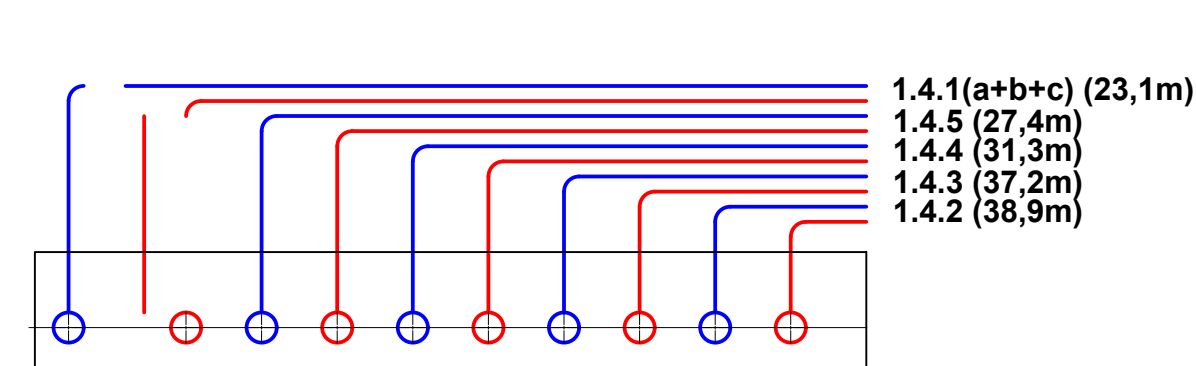 1.4.1(a+b+c) (23,1m)
1.4.5 (27,4m)
1.4.4 (31,3m)
1.4.3 (37,2m)
1.4.2 (38,9m)